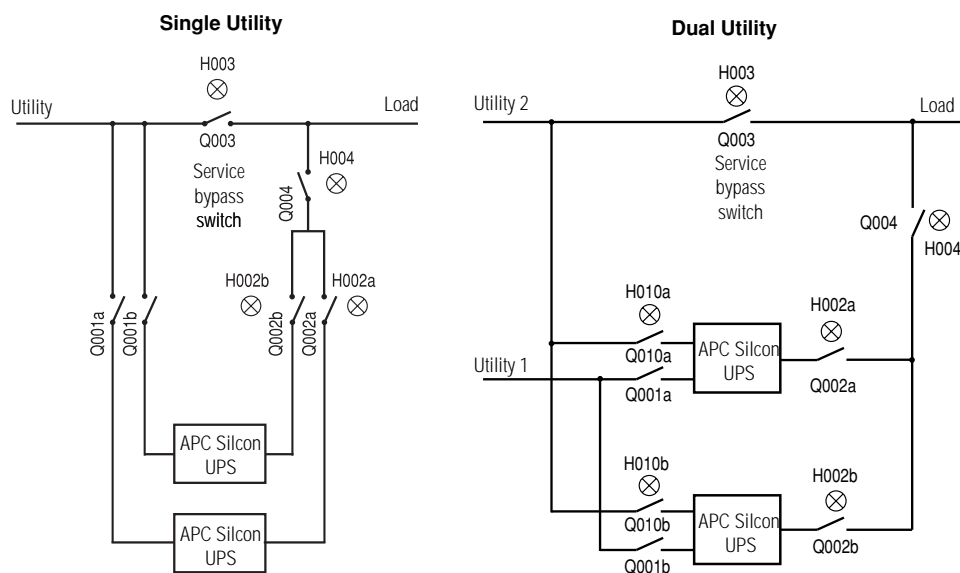 Single Utility
H003
Utility
Load
Q003
Service
bypass
switch
H004
Q004
H002b
H002a
Q001a
Q001b
Q002b
Q002a
APC Silcon
UPS
APC Silcon
UPS
Dual Utility
H003
Utility 2
Load
Q003
Service
bypass
switch
Q004
H004
H010a
H002a
Q010a
APC Silcon
UPS
Utility 1
Q001a
Q002a
H010b
H002b
Q010b
APC Silcon
UPS
Q001b
Q002b